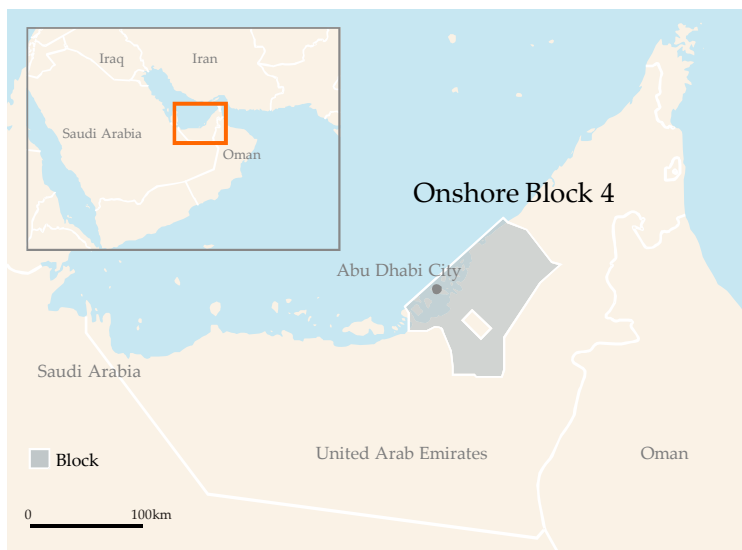 Iraq
Iran
Saudi Arabia
Oman
Onshore Block 4
Abu Dhabi City
Saudi Arabia
Block
United Arab Emirates
Oman
0
100km